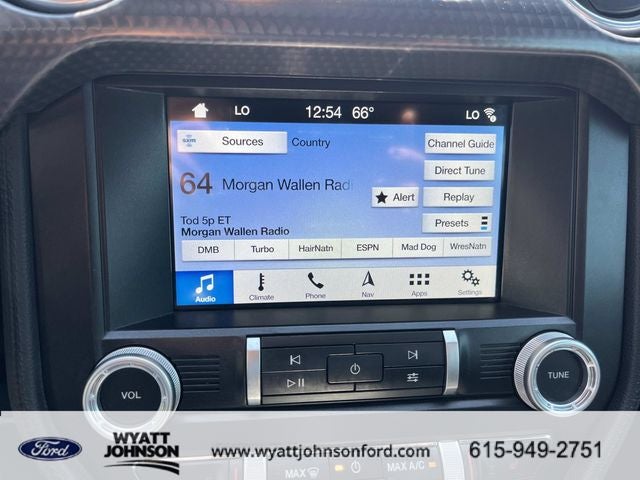 LO 12:54 66° LO
sxm Sources Country Channel Guide
Direct Tune
64 Morgan Wallen Radi
Alert Replay
Presets
Tod 5p ET
Morgan Wallen Radio
DMB Turbo HairNatn ESPN Mad Dog WresNatn
Audio Climate Phone Nav Apps Settings
VOL TUNE
Ford WYATT JOHNSON www.wyattjohnsonford.com 615-949-2751
MAX MAX A/C